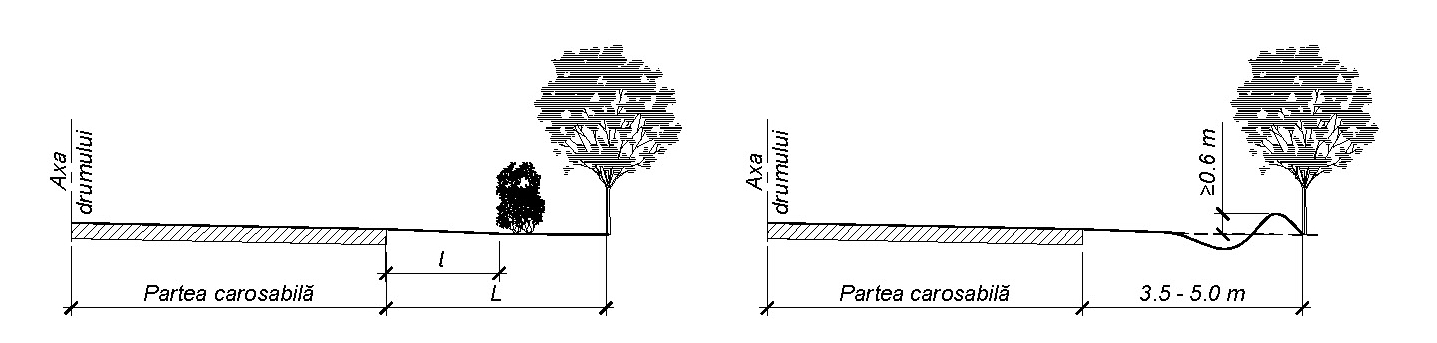 Axa
drumului
l
Partea carosabilă
L
Axa
drumului
≥0.6 m
Partea carosabilă
3.5 - 5.0 m